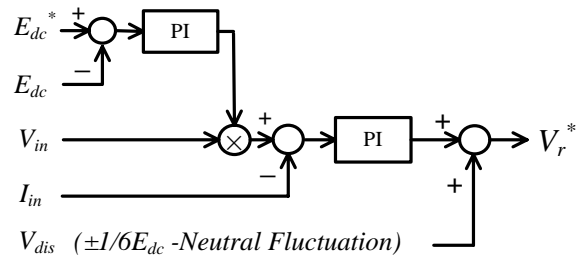 E_dc* + PI
−
E_dc
V_in × + − PI + + V_r*
I_in
V_dis (±1/6E_dc -Neutral Fluctuation)